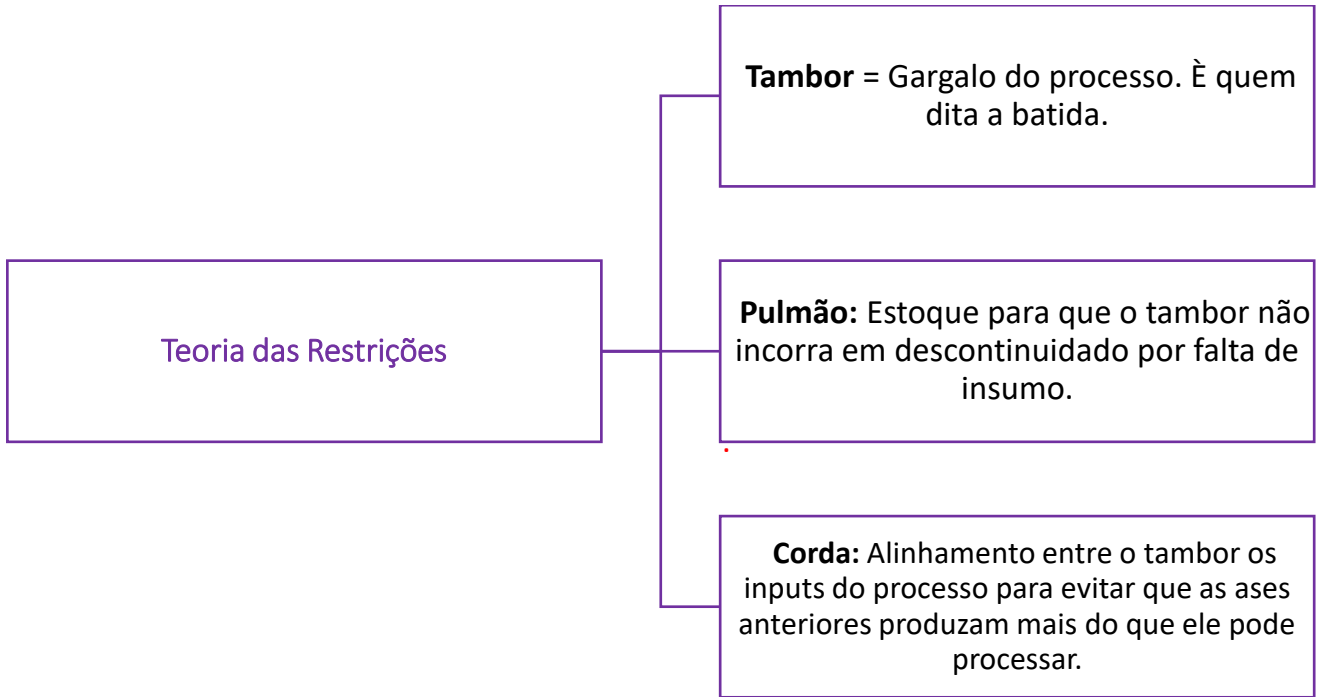 Tambor = Gargalo do processo. È quem
dita a batida.
Teoria das Restrições
Pulmão: Estoque para que o tambor não
incorra em descontinuidado por falta de
insumo.
.
Corda: Alinhamento entre o tambor os
inputs do processo para evitar que as ases
anteriores produzam mais do que ele pode
processar.